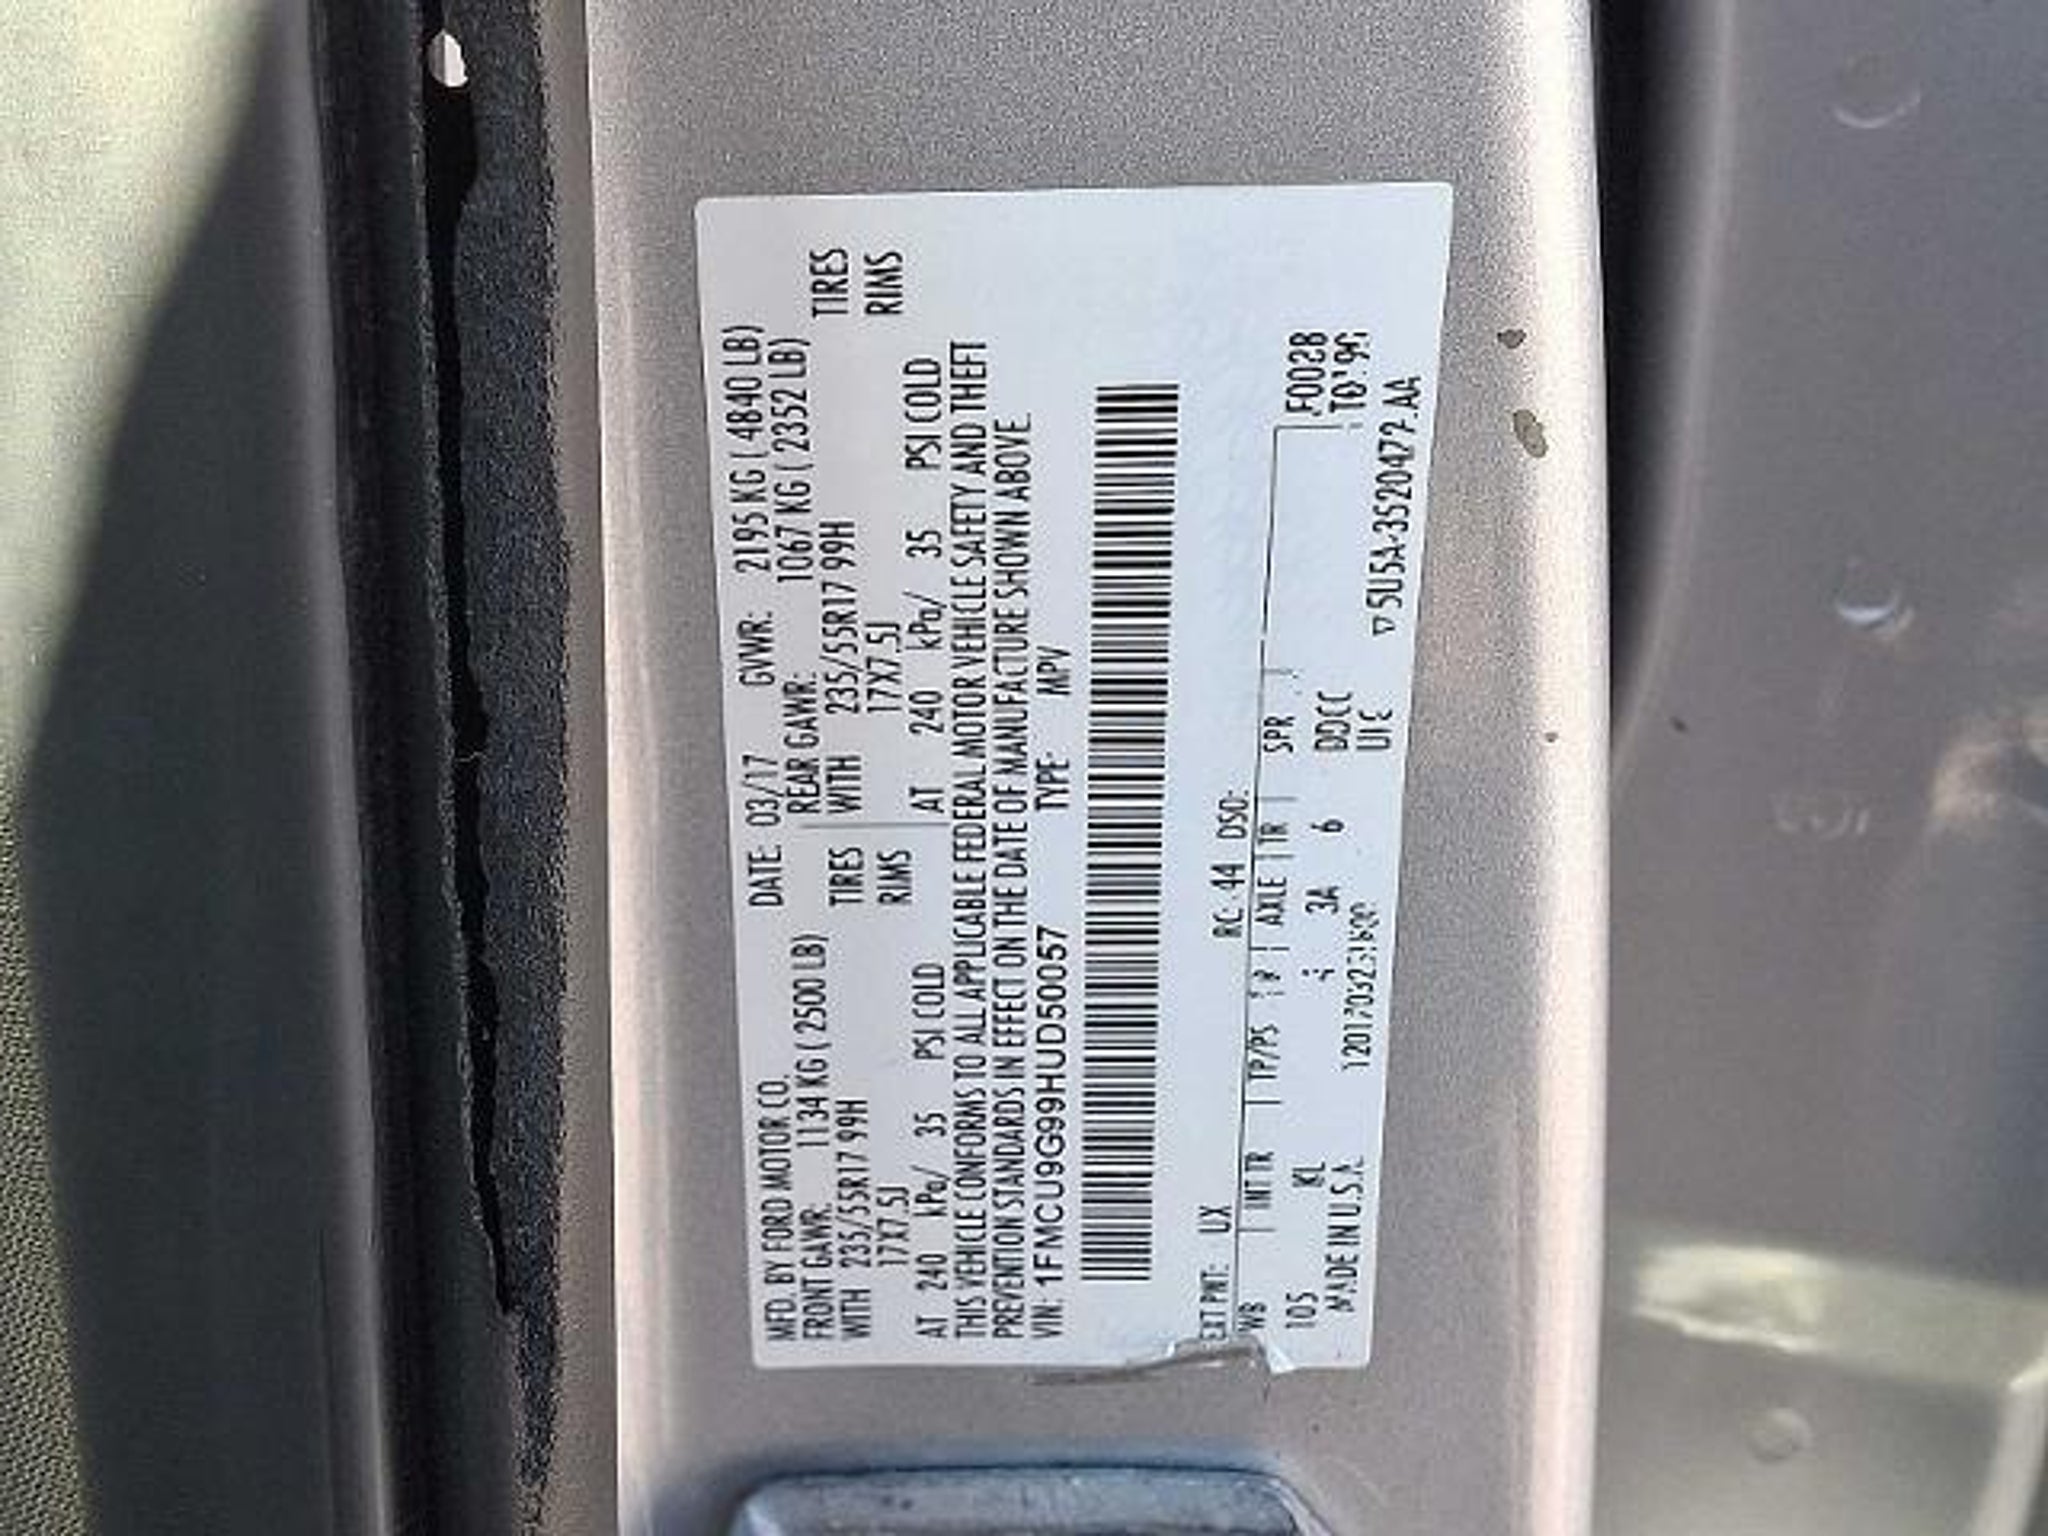 MFD. BY FORD MOTOR CO. DATE: 03/17 GVWR: 2195 KG ( 4840 LB)
FRONT GAWR: 1134 KG ( 2500 LB) REAR GAWR: 1067 KG ( 2352 LB)
WITH 235/55R17 99H TIRES WITH 235/55R17 99H TIRES
17X7.5J RIMS 17X7.5J RIMS
AT 240 kPa/ 35 PSI COLD AT 240 kPa/ 35 PSI COLD
THIS VEHICLE CONFORMS TO ALL APPLICABLE FEDERAL MOTOR VEHICLE SAFETY AND THEFT
PREVENTION STANDARDS IN EFFECT ON THE DATE OF MANUFACTURE SHOWN ABOVE.
VIN: 1FMCU9G99HUD50057 TYPE: MPV
EXT PNT: UX RC: 44 DSO:
WB INT TR TP/PS AXLE TR SPR F0028
105 KL 3A 6 DDCC
MADE IN U.S.A.